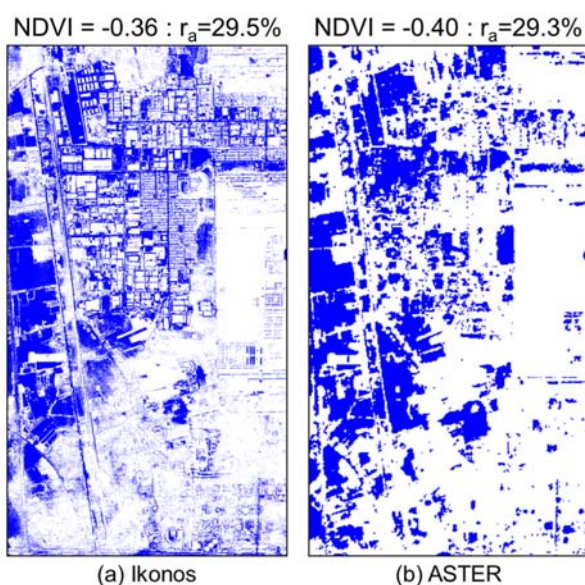 NDVI = -0.36 : rₐ=29.5%
NDVI = -0.40 : rₐ=29.3%
(a) Ikonos
(b) ASTER